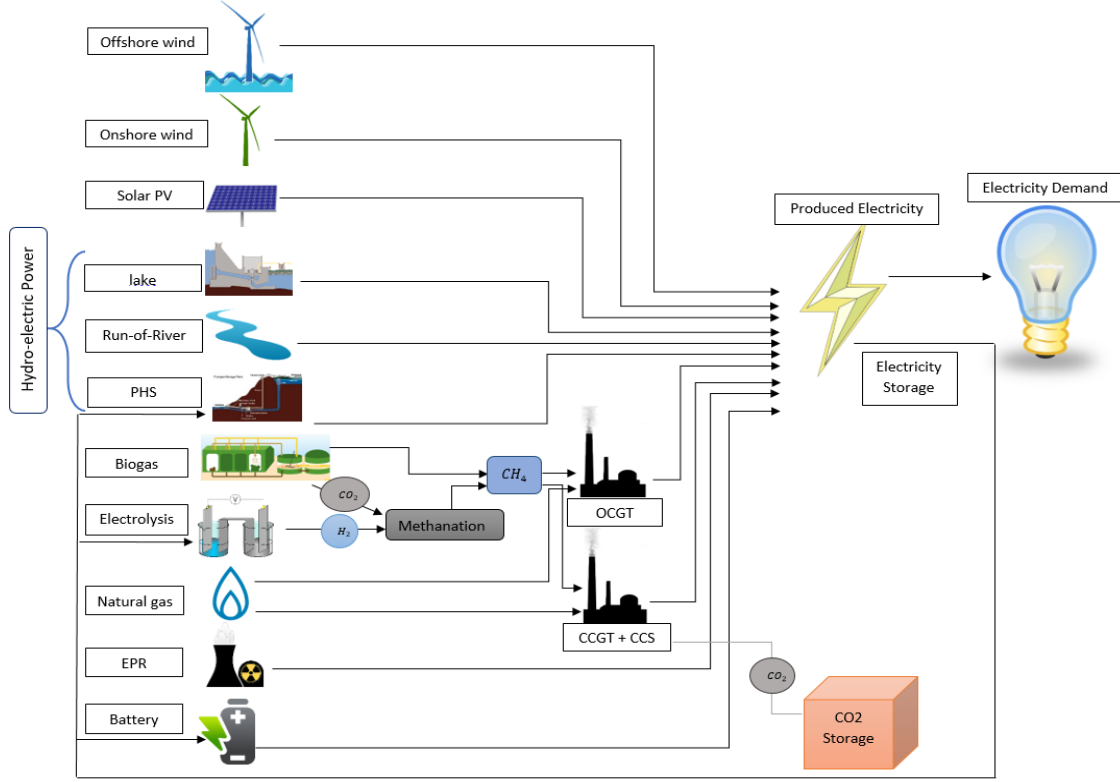 Offshore wind
Onshore wind
Solar PV
Electricity Demand
Produced Electricity
Hydro-electric Power
lake
Run-of-River
PHS
Electricity
Storage
Biogas
CH4
CO2
Electrolysis
V
H2
Methanation
OCGT
Natural gas
CCGT + CCS
EPR
CO2
Battery
CO2
Storage